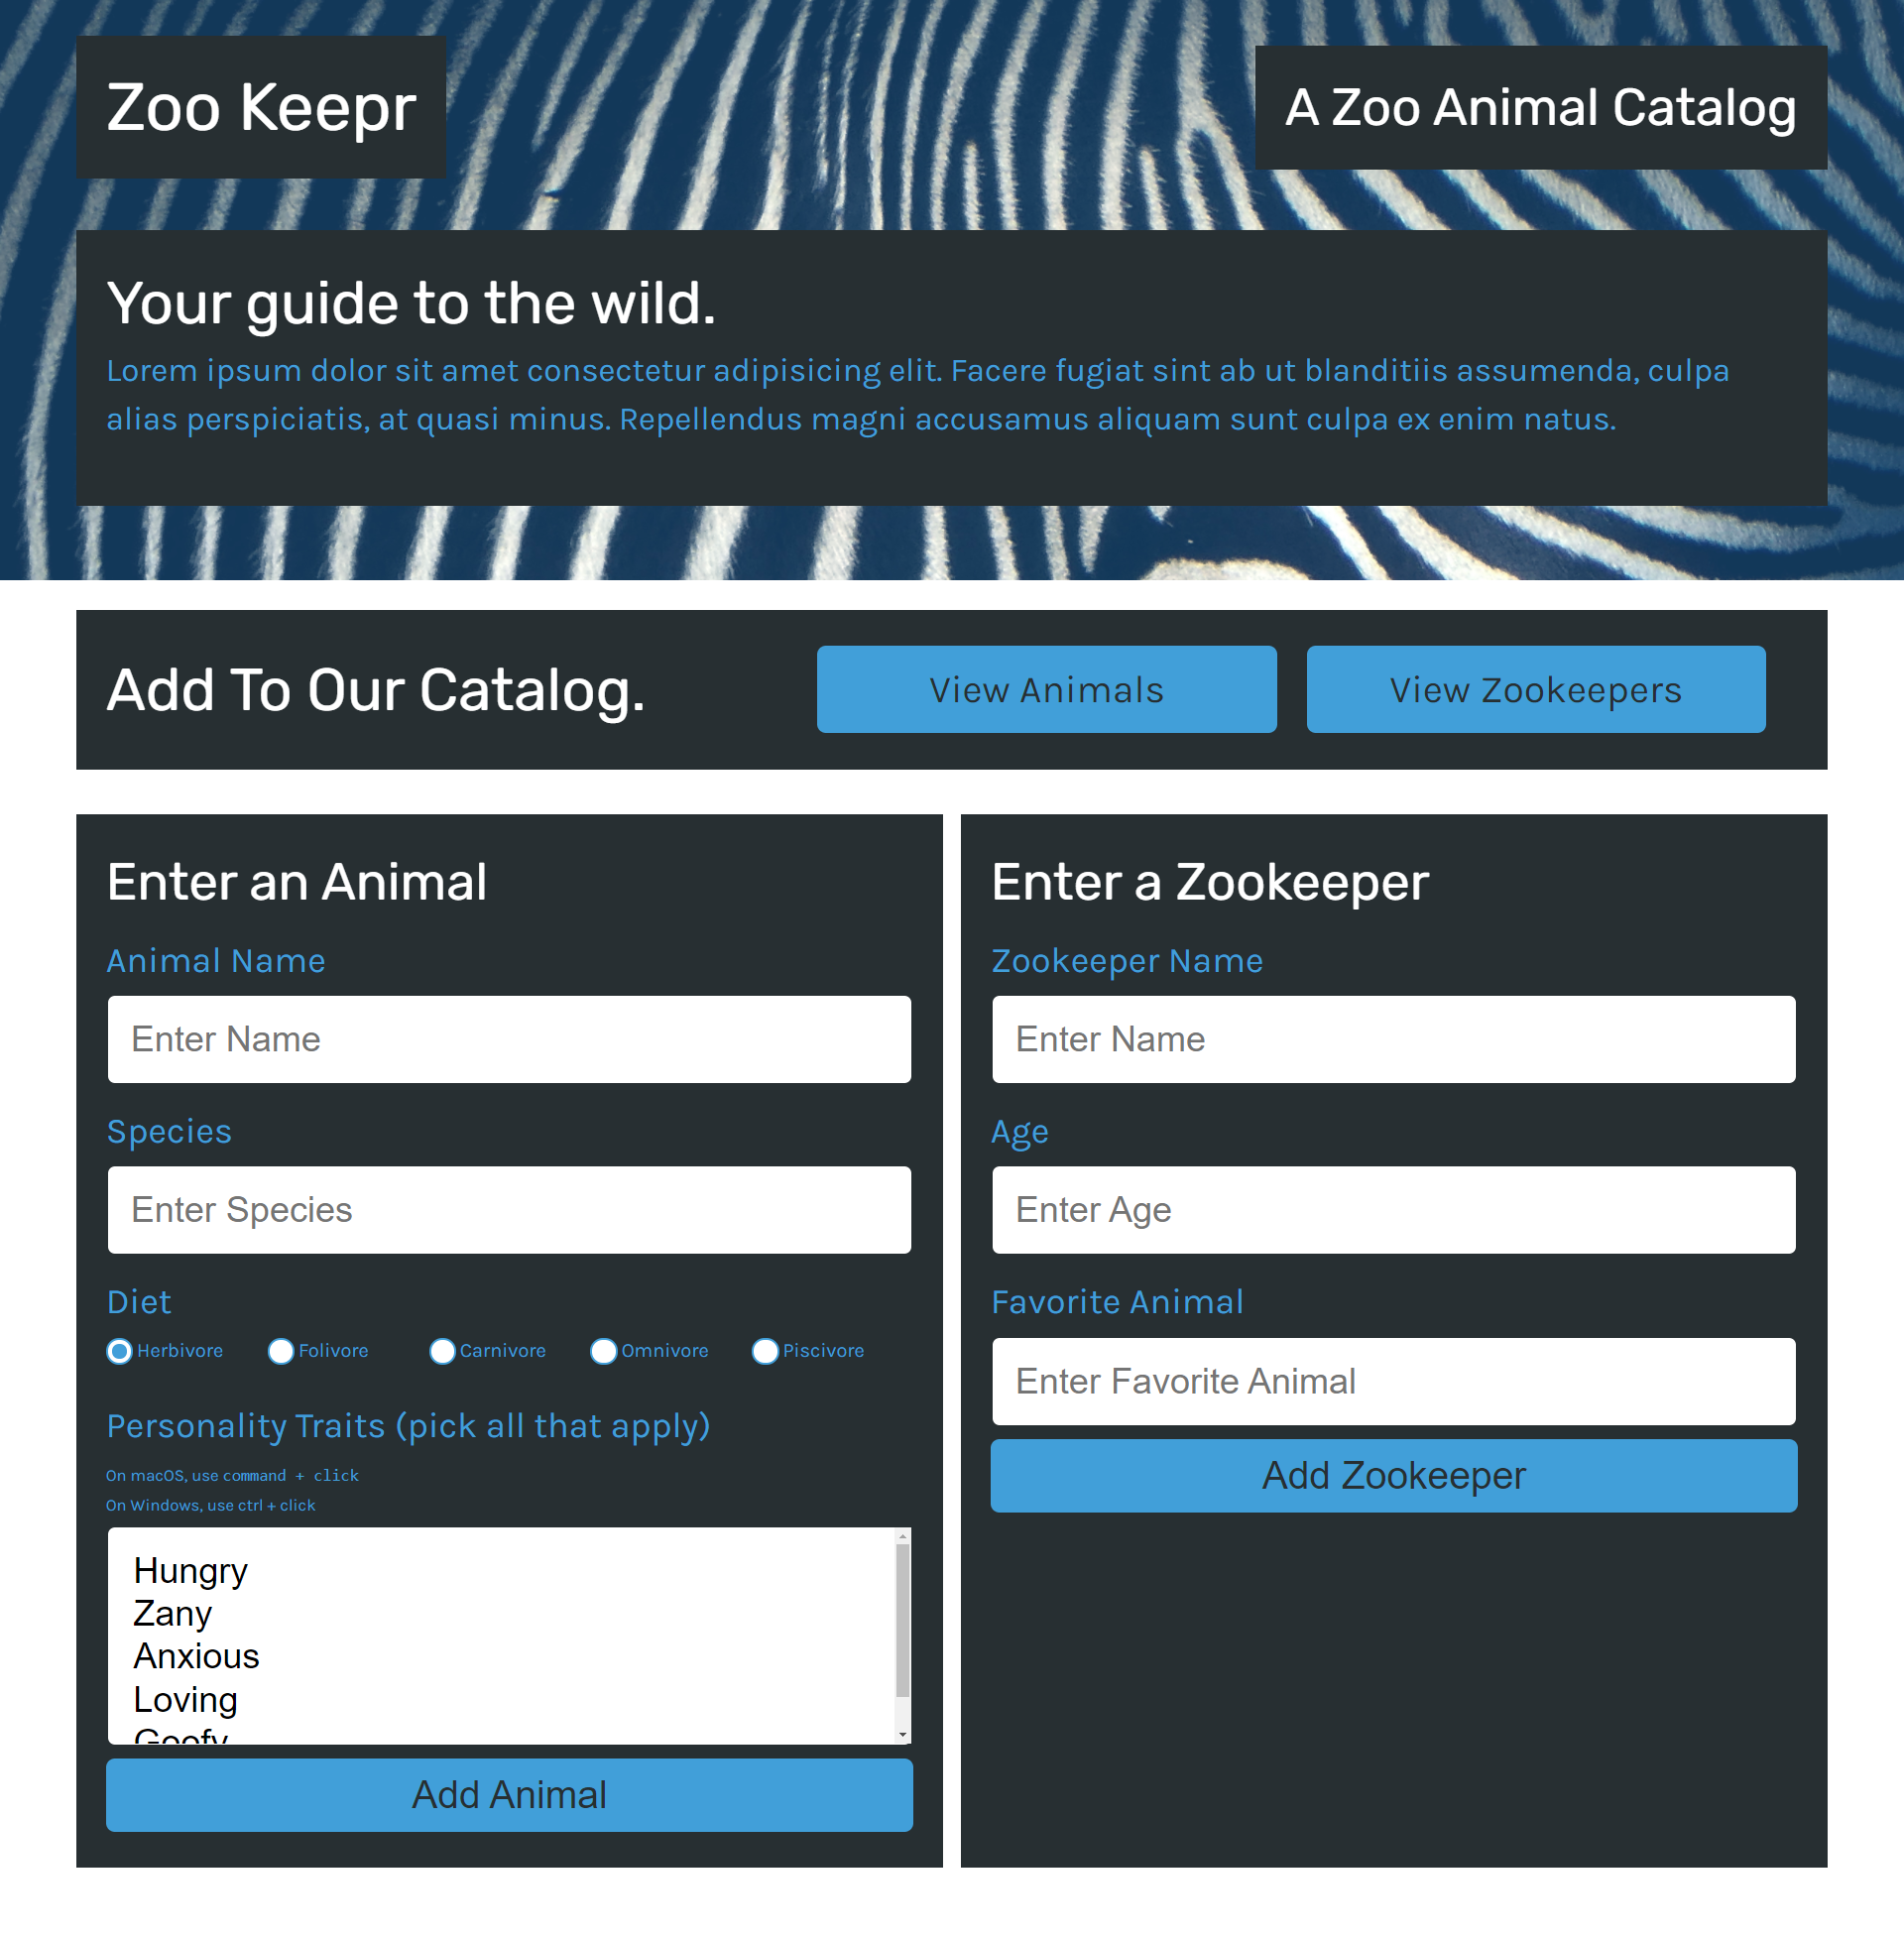 Zoo Keepr
A Zoo Animal Catalog
Your guide to the wild.
Lorem ipsum dolor sit amet consectetur adipisicing elit. Facere fugiat sint ab ut blanditiis assumenda, culpa
alias perspiciatis, at quasi minus. Repellendus magni accusamus aliquam sunt culpa ex enim natus.
Add To Our Catalog.
View Animals
View Zookeepers
Enter an Animal
Animal Name
Enter Name
Species
Enter Species
Diet
Herbivore
Folivore
Carnivore
Omnivore
Piscivore
Personality Traits (pick all that apply)
On macOS, use command + click
On Windows, use ctrl + click
Hungry
Zany
Anxious
Loving
Goofy
Add Animal
Enter a Zookeeper
Zookeeper Name
Enter Name
Age
Enter Age
Favorite Animal
Enter Favorite Animal
Add Zookeeper